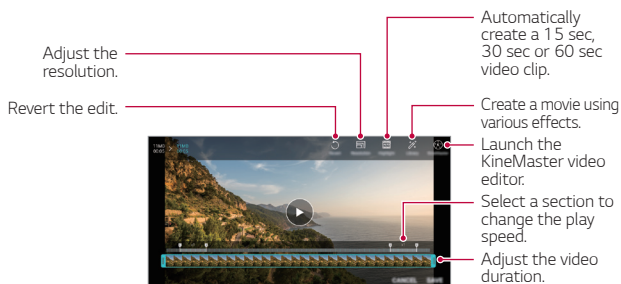 Automatically
create a 15 sec,
30 sec or 60 sec
video clip.
Adjust the
resolution.
Revert the edit.
Create a movie using
various effects.
Launch the
KineMaster video
editor.
Select a section to
change the play
speed.
Adjust the video
duration.
CANCEL SAVE